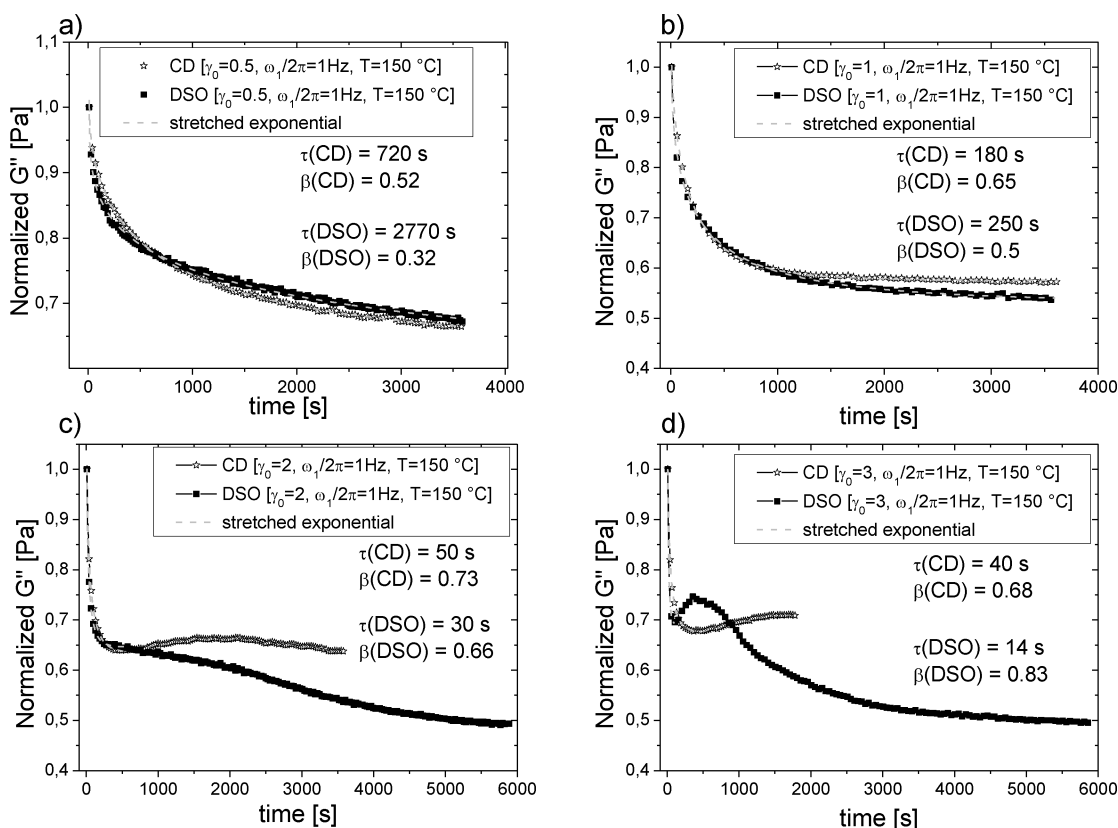 a)
1,1
1,0
0,9
0,8
0,7
Normalized G'' [Pa]
CD [γ0=0.5, ω1/2π=1Hz, T=150 °C]
DSO [γ0=0.5, ω1/2π=1Hz, T=150 °C]
stretched exponential
τ(CD) = 720 s
β(CD) = 0.52
τ(DSO) = 2770 s
β(DSO) = 0.32
0 1000 2000 3000 4000
time [s]
b)
1,1
1,0
0,9
0,8
0,7
0,6
0,5
0,4
Normalized G'' [Pa]
CD [γ0=1, ω1/2π=1Hz, T=150 °C]
DSO [γ0=1, ω1/2π=1Hz, T=150 °C]
stretched exponential
τ(CD) = 180 s
β(CD) = 0.65
τ(DSO) = 250 s
β(DSO) = 0.5
0 1000 2000 3000 4000
time [s]
c)
1,0
0,9
0,8
0,7
0,6
0,5
0,4
Normalized G'' [Pa]
CD [γ0=2, ω1/2π=1Hz, T=150 °C]
DSO [γ0=2, ω1/2π=1Hz, T=150 °C]
stretched exponential
τ(CD) = 50 s
β(CD) = 0.73
τ(DSO) = 30 s
β(DSO) = 0.66
0 1000 2000 3000 4000 5000 6000
time [s]
d)
1,0
0,9
0,8
0,7
0,6
0,5
0,4
Normalized G'' [Pa]
CD [γ0=3, ω1/2π=1Hz, T=150 °C]
DSO [γ0=3, ω1/2π=1Hz, T=150 °C]
stretched exponential
τ(CD) = 40 s
β(CD) = 0.68
τ(DSO) = 14 s
β(DSO) = 0.83
0 1000 2000 3000 4000 5000 6000
time [s]